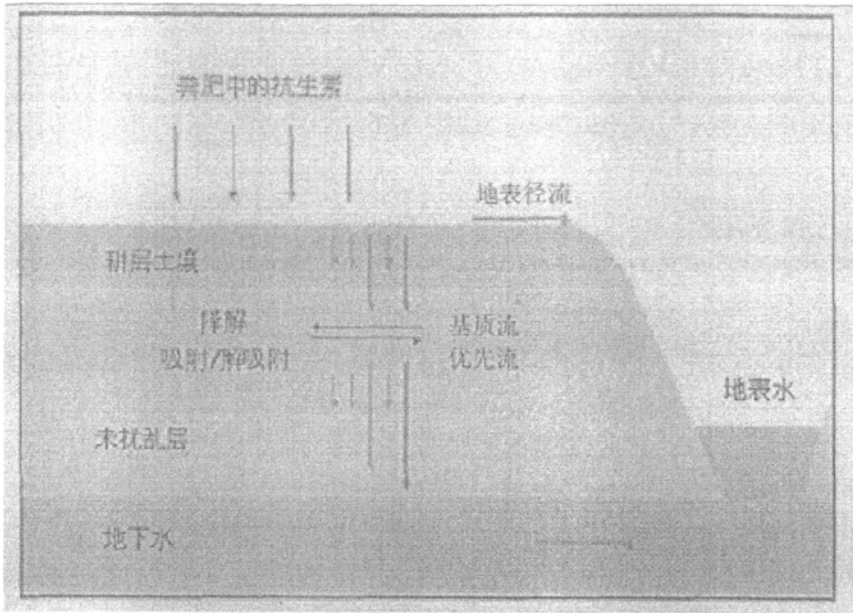 粪肥中的抗生素
地表径流
耕层土壤
降解
吸附/解吸附
基质流
优先流
地表水
未扰乱层
地下水